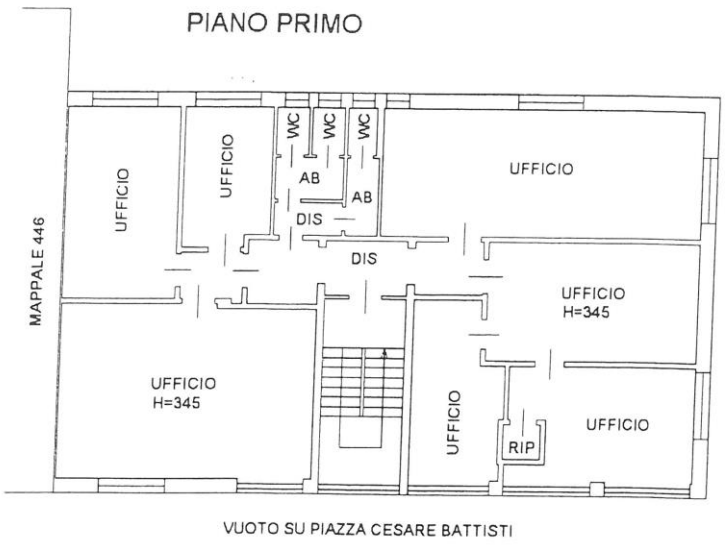 PIANO PRIMO
WC
WC
WC
UFFICIO
UFFICIO
UFFICIO
AB
AB
DIS
DIS
MAPPALE 446
UFFICIO
H=345
UFFICIO
H=345
UFFICIO
UFFICIO
RIP
VUOTO SU PIAZZA CESARE BATTISTI